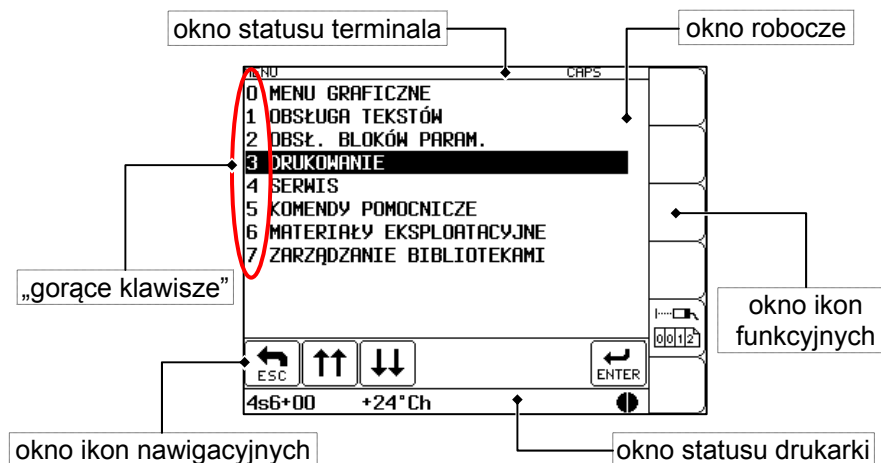 okno statusu terminala
okno robocze
MENU CAPS
0 MENU GRAFICZNE
1 OBSŁUGA TEKSTÓW
2 OBSŁ. BLOKÓW PARAM.
3 DRUKOWANIE
4 SERWIS
5 KOMENDY POMOCNICZE
6 MATERIAŁY EKSPLOATACYJNE
7 ZARZĄDZANIE BIBLIOTEKAMI
„gorące klawisze”
okno ikon
funkcyjnych
0012
ESC
ENTER
4s6+00 +24°Ch
okno ikon nawigacyjnych
okno statusu drukarki